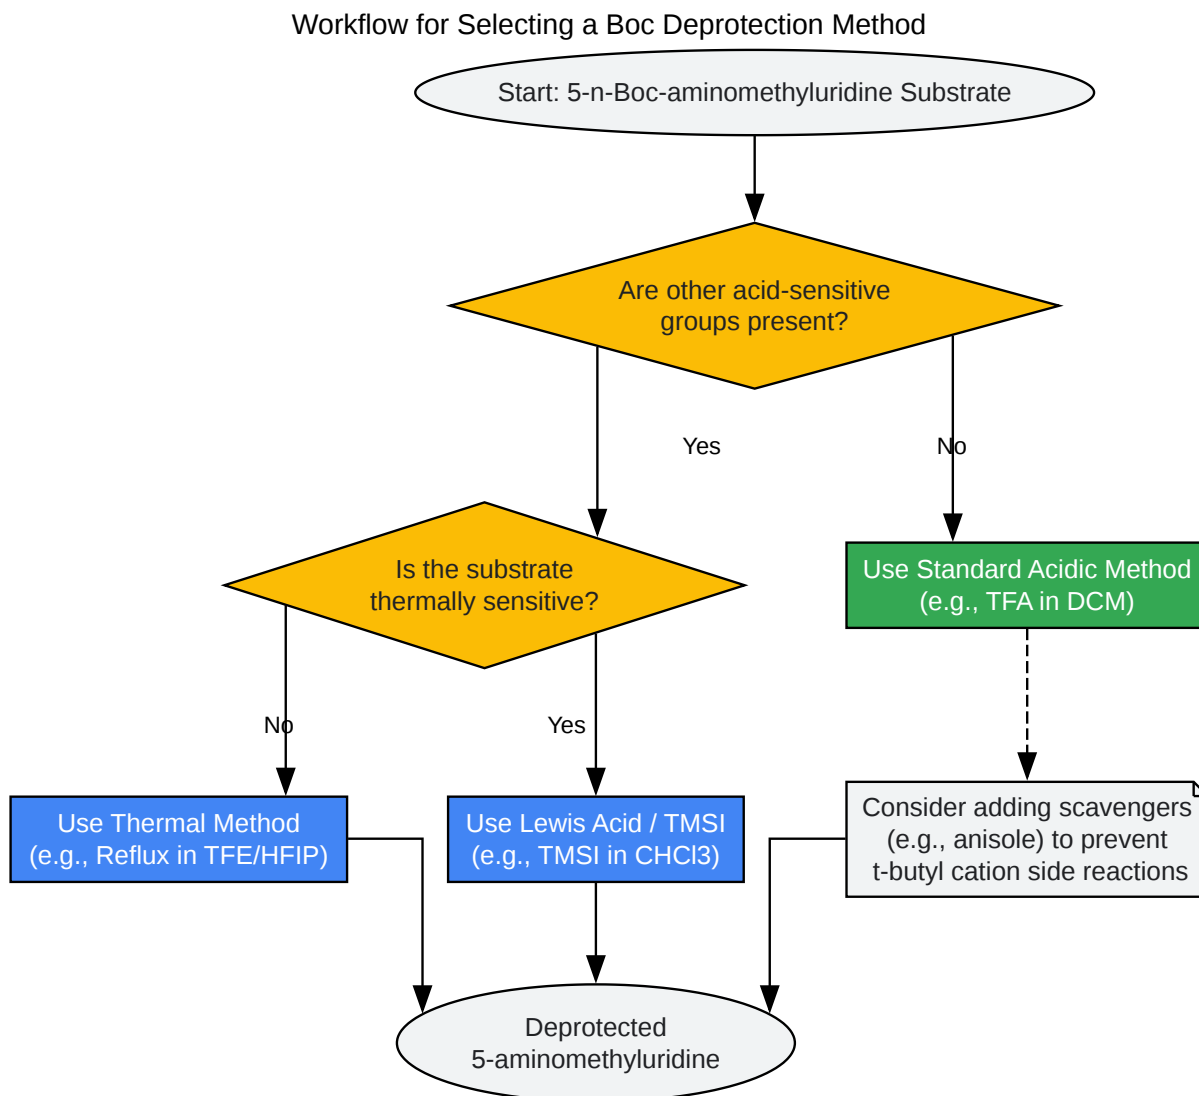 Workflow for Selecting a Boc Deprotection Method
Start: 5-n-Boc-aminomethyluridine Substrate
Are other acid-sensitive
groups present?
Yes
No
Is the substrate
thermally sensitive?
Use Standard Acidic Method
(e.g., TFA in DCM)
No
Yes
Use Thermal Method
(e.g., Reflux in TFE/HFIP)
Use Lewis Acid / TMSI
(e.g., TMSI in CHCl3)
Consider adding scavengers
(e.g., anisole) to prevent
t-butyl cation side reactions
Deprotected
5-aminomethyluridine